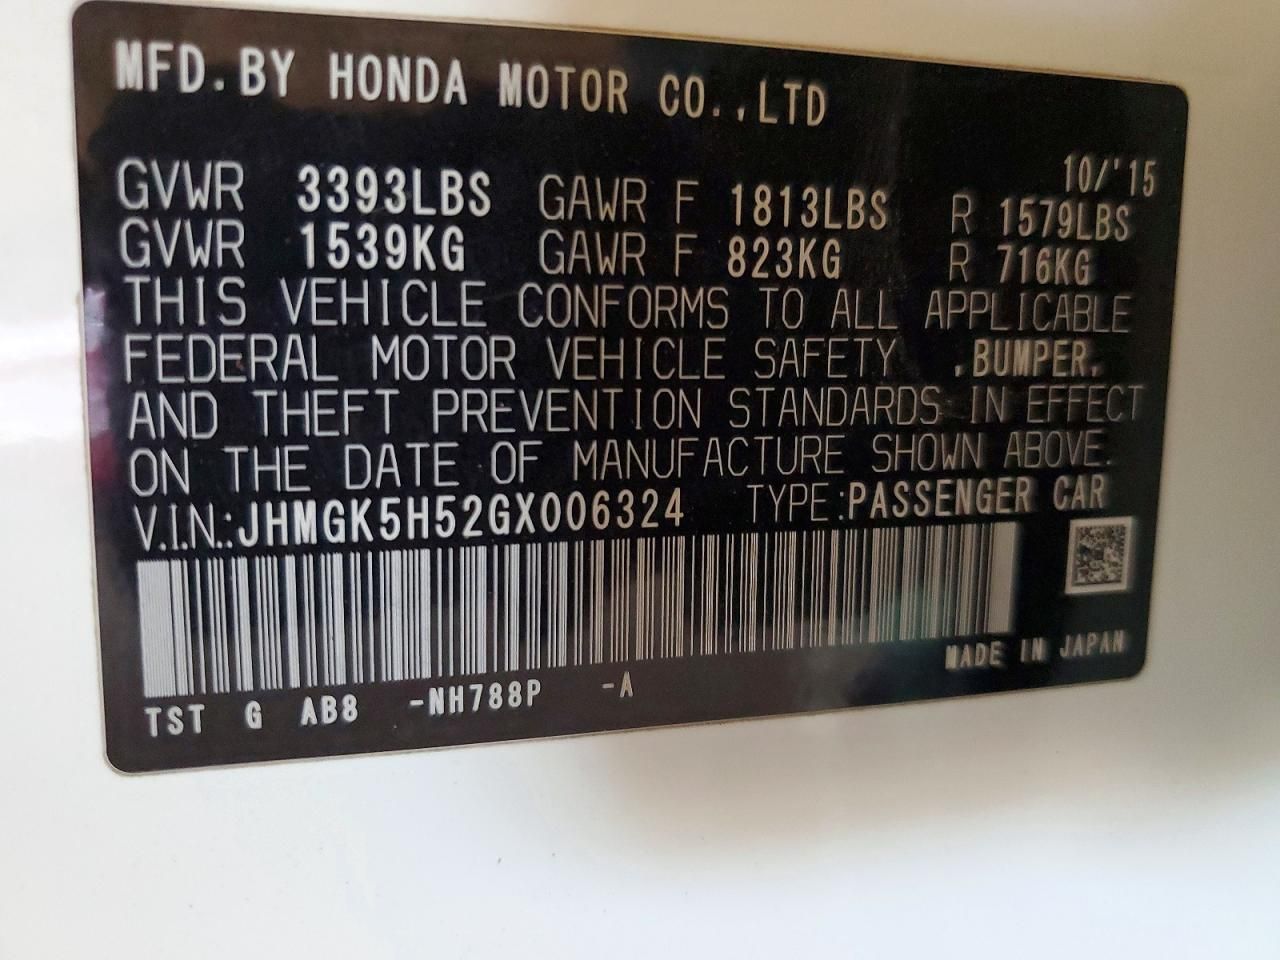 MFD.BY HONDA MOTOR CO.,LTD
10/'15
GVWR 3393LBS GAWR F 1813LBS R 1579LBS
GVWR 1539KG GAWR F 823KG R 716KG
THIS VEHICLE CONFORMS TO ALL APPLICABLE
FEDERAL MOTOR VEHICLE SAFETY ,BUMPER,
AND THEFT PREVENTION STANDARDS IN EFFECT
ON THE DATE OF MANUFACTURE SHOWN ABOVE.
V.I.N.:JHMGK5H52GX006324 TYPE:PASSENGER CAR
MADE IN JAPAN
TST G AB8 -NH788P -A